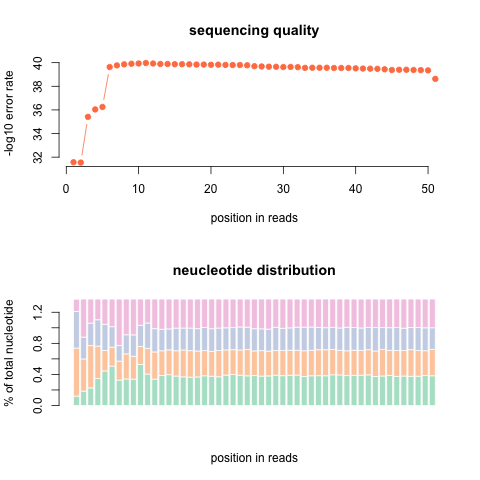 sequencing quality
-log10 error rate
40
38
36
34
32
0 10 20 30 40 50
position in reads
neucleotide distribution
% of total nucleotide
1.2
0.8
0.4
0.0
position in reads